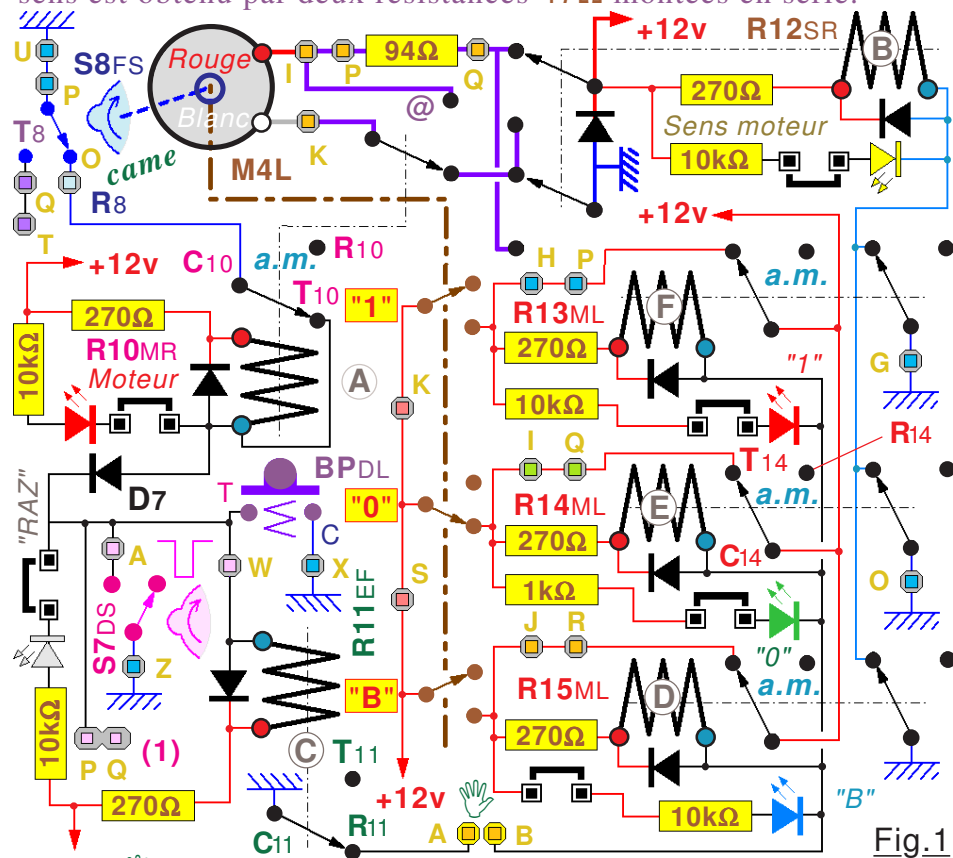 sens est obtenu par deux résistances 47Ω montées en série.
U
S8FS
Rouge
I
P
94Ω
Q
+12v
R12SR
B
P
@
270Ω
Blanc
Sens moteur
T8
O
came
K
10kΩ
M4L
Q
R8
T
+12v
+12v
C10
a.m.
R10
H
P
a.m.
T10
"1"
R13ML
F
270Ω
270Ω
10kΩ
R10MR
Moteur
A
K
"1"
G
10kΩ
R14
I
Q
T14
BPDL
D7
T
"RAZ"
"0"
R14ML
E
a.m.
270Ω
C
C14
A
W
X
O
S
1kΩ
R11EF
J
R
"0"
S7DS
Z
"B"
R15ML
D
a.m.
10kΩ
270Ω
P
Q
(1)
C
T11
270Ω
+12v
10kΩ
"B"
C11
R11
A
B
Fig.1